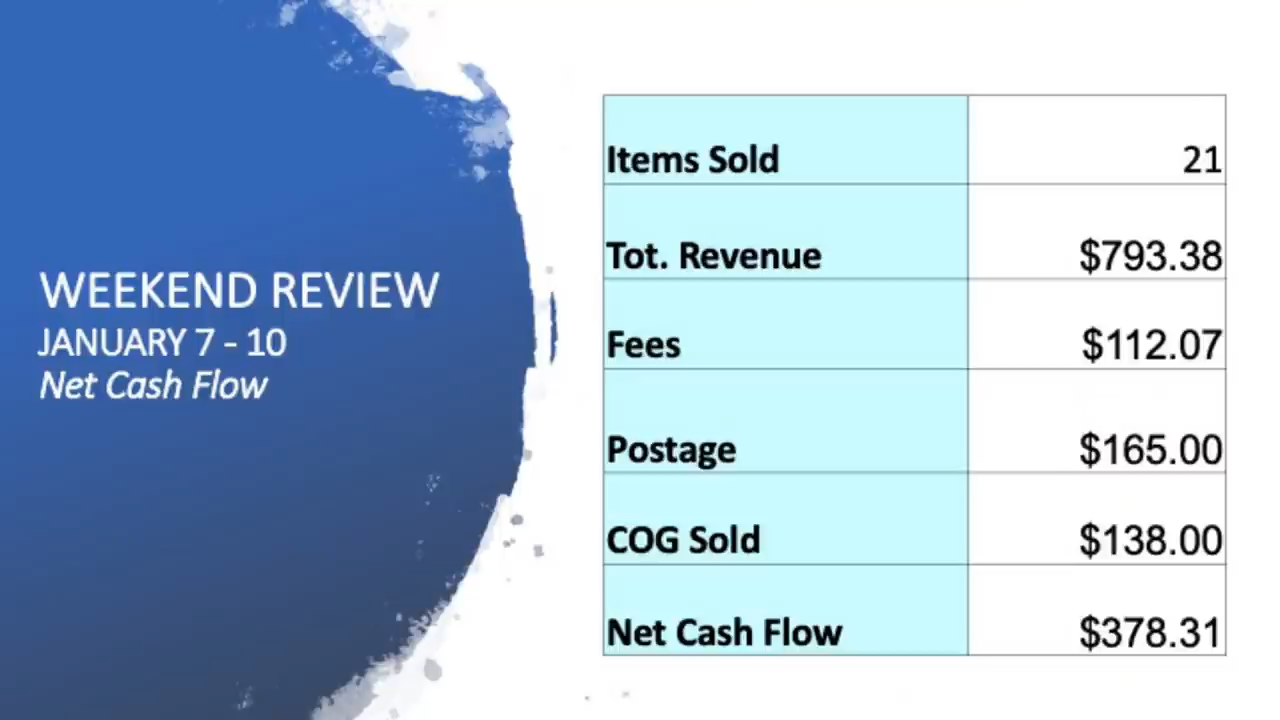 WEEKEND REVIEW
JANUARY 7 - 10
Net Cash Flow
Items Sold 21
Tot. Revenue $793.38
Fees $112.07
Postage $165.00
COG Sold $138.00
Net Cash Flow $378.31